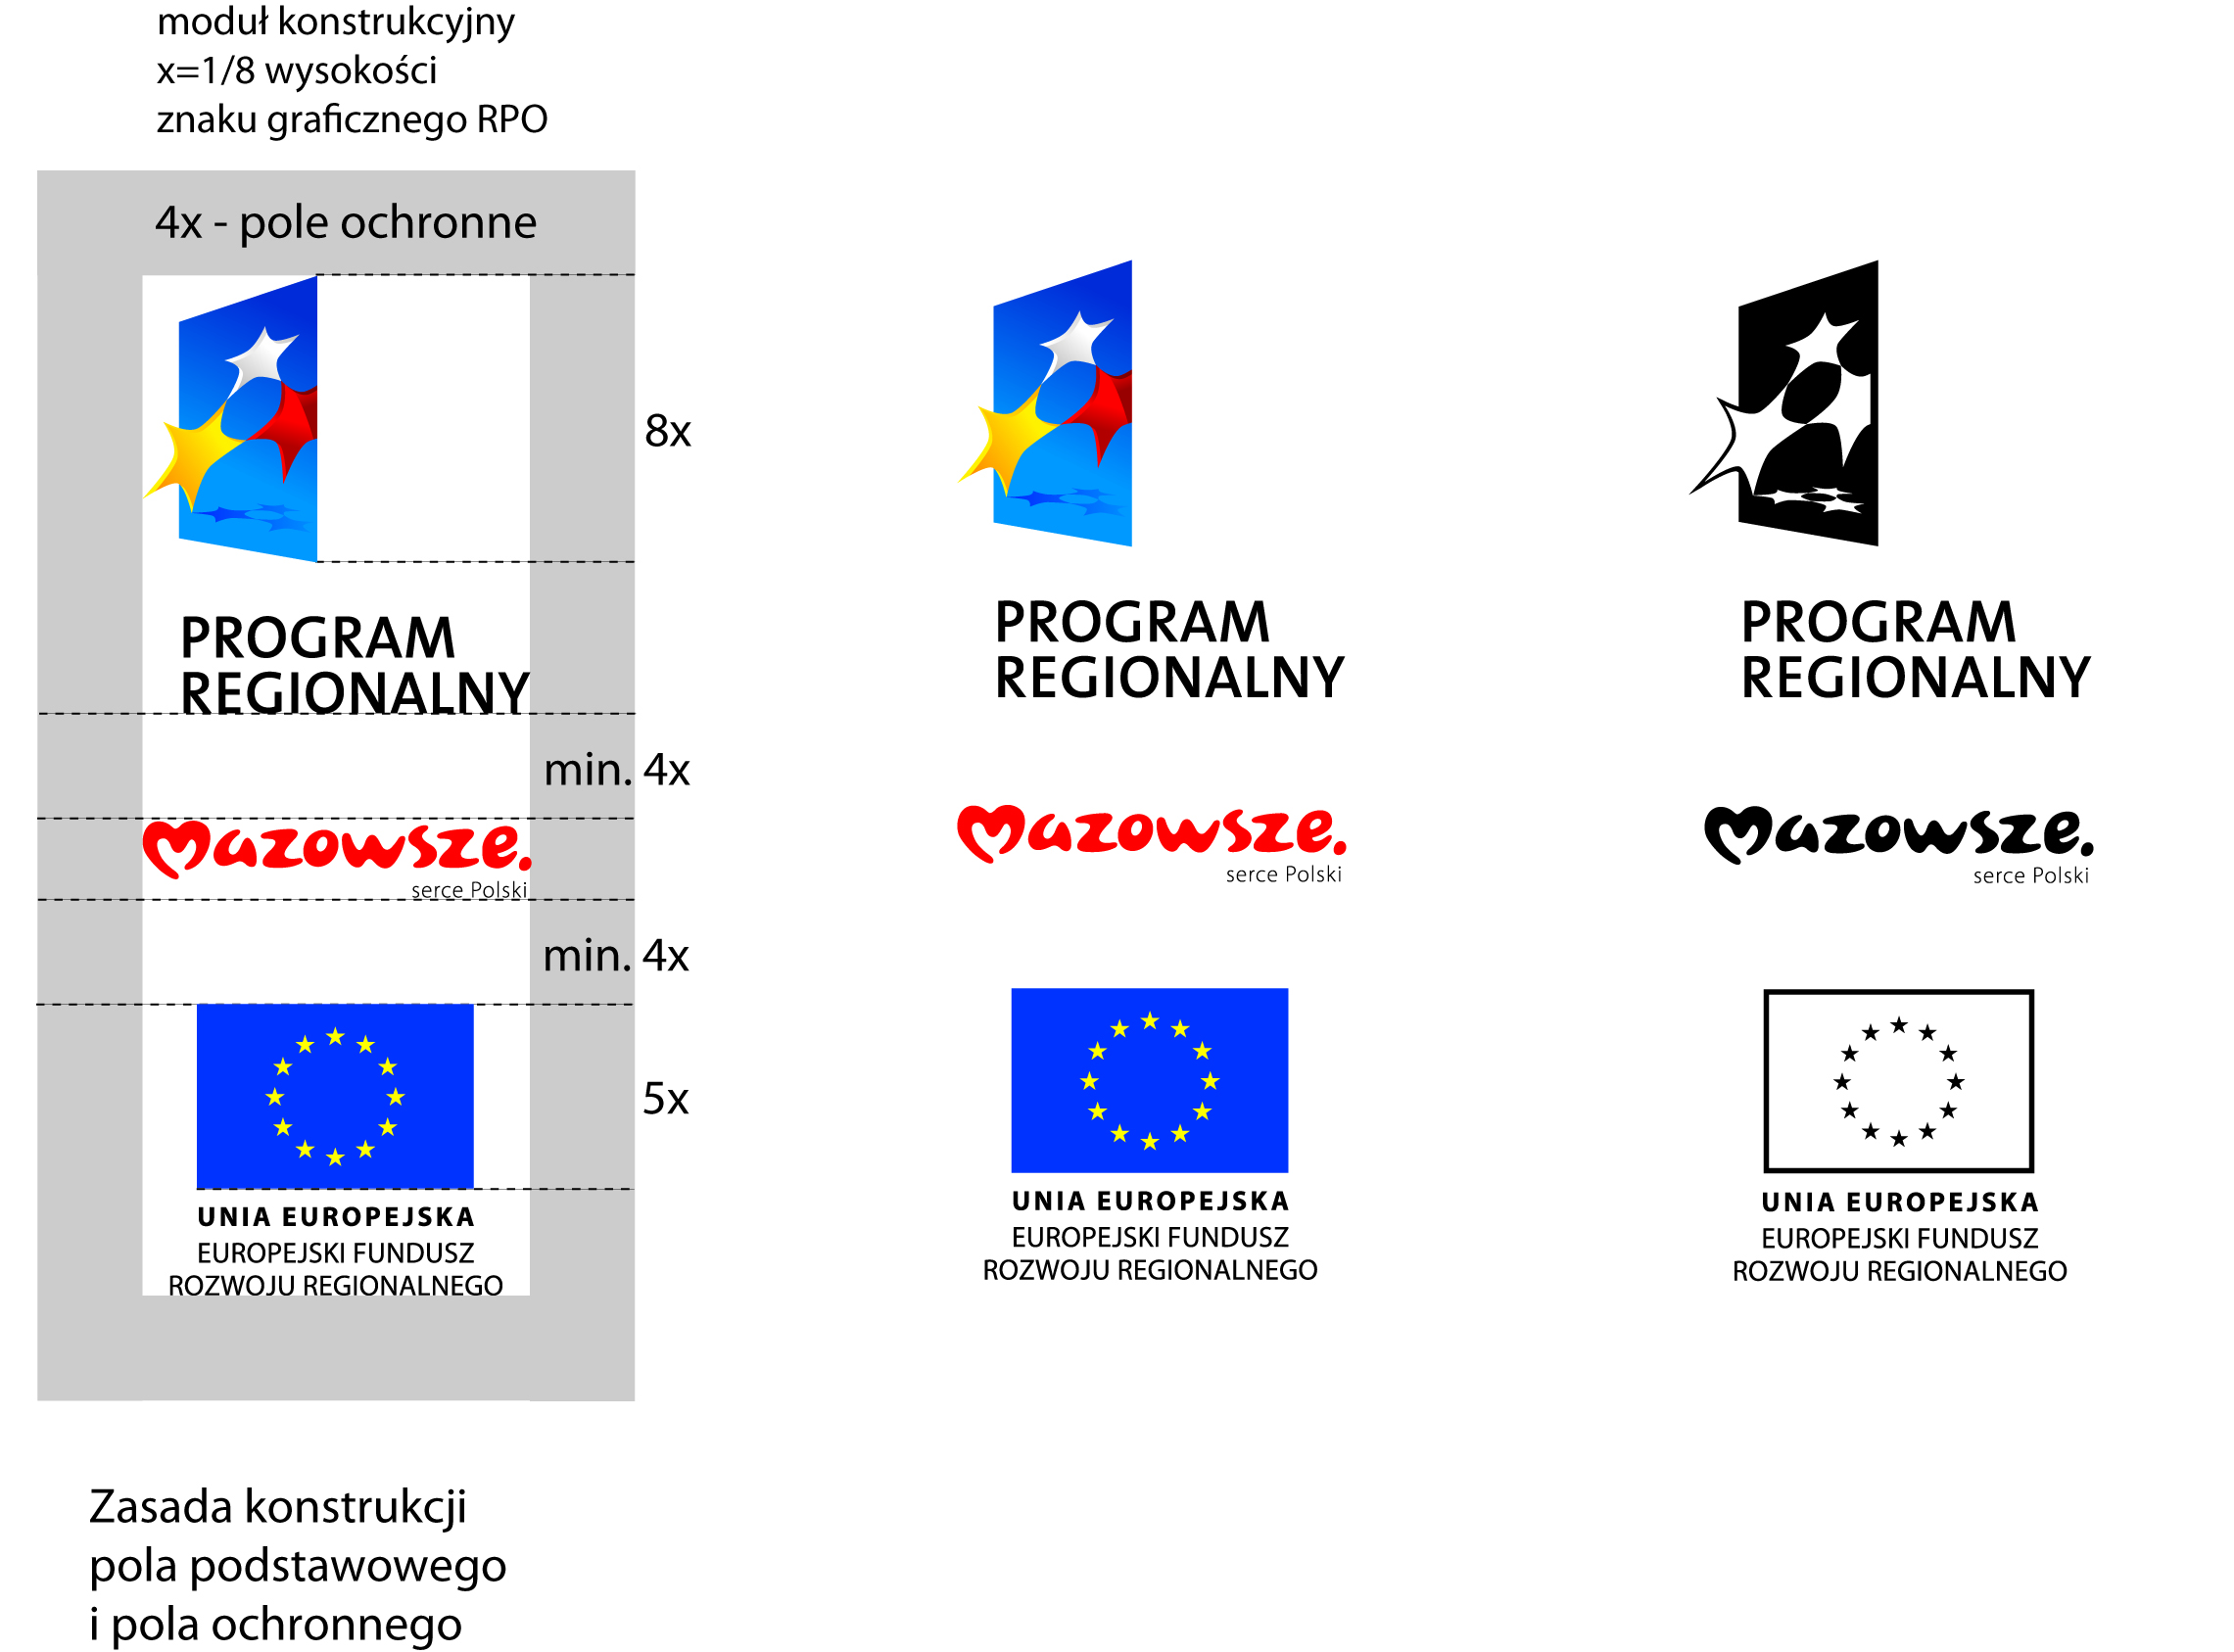 moduł konstrukcyjny
x=1/8 wysokości
znaku graficznego RPO
4x - pole ochronne
8x
PROGRAM
REGIONALNY
min. 4x
Mazowsze.
serce Polski
min. 4x
5x
UNIA EUROPEJSKA
EUROPEJSKI FUNDUSZ
ROZWOJU REGIONALNEGO
Zasada konstrukcji
pola podstawowego
i pola ochronnego
PROGRAM
REGIONALNY
Mazowsze.
serce Polski
UNIA EUROPEJSKA
EUROPEJSKI FUNDUSZ
ROZWOJU REGIONALNEGO
PROGRAM
REGIONALNY
Mazowsze.
serce Polski
UNIA EUROPEJSKA
EUROPEJSKI FUNDUSZ
ROZWOJU REGIONALNEGO